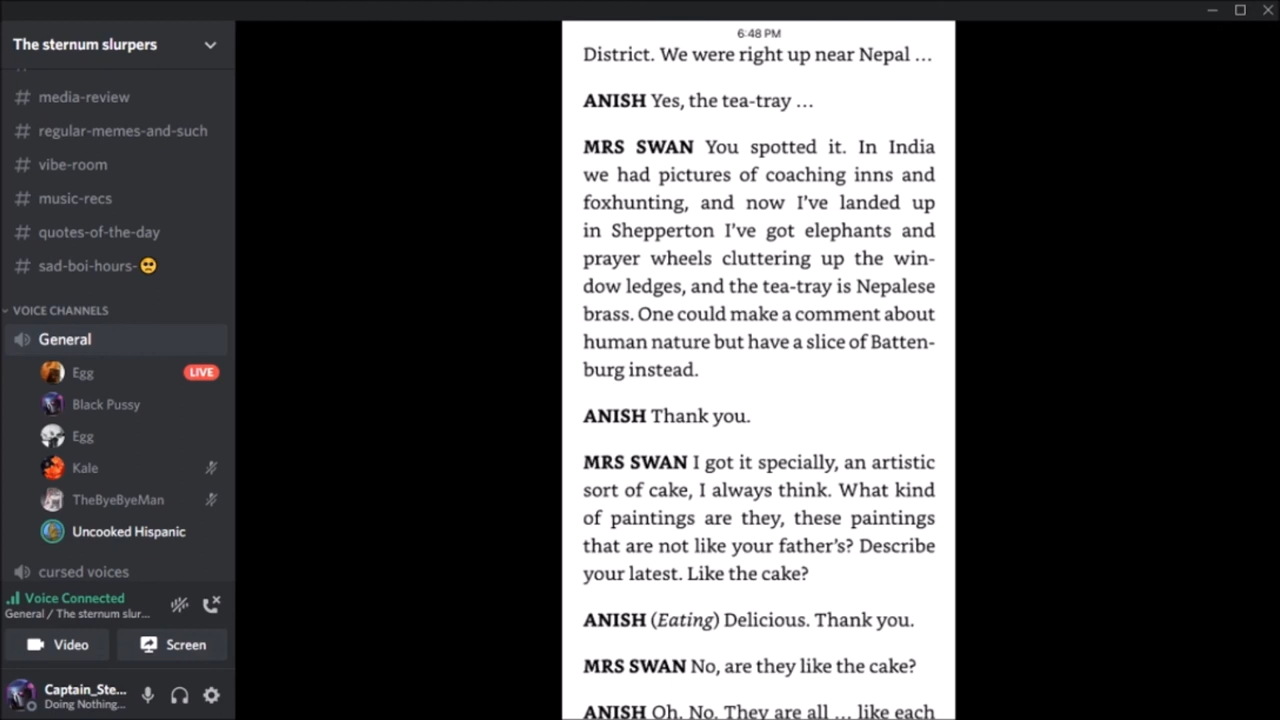 The sternum slurpers
# media-review
# regular-memes-and-such
# vibe-room
# music-recs
# quotes-of-the-day
# sad-boi-hours-🥺
VOICE CHANNELS
General
Egg LIVE
Black Pussy
Egg
Kale
TheByeByeMan
Uncooked Hispanic
cursed voices
Voice Connected
General / The sternum slur...
Video Screen
Captain_Ste...
Doing Nothing...
6:48 PM
District. We were right up near Nepal …
ANISH Yes, the tea-tray …
MRS SWAN You spotted it. In India
we had pictures of coaching inns and
foxhunting, and now I’ve landed up
in Shepperton I’ve got elephants and
prayer wheels cluttering up the win-
dow ledges, and the tea-tray is Nepalese
brass. One could make a comment about
human nature but have a slice of Batten-
burg instead.
ANISH Thank you.
MRS SWAN I got it specially, an artistic
sort of cake, I always think. What kind
of paintings are they, these paintings
that are not like your father’s? Describe
your latest. Like the cake?
ANISH (Eating) Delicious. Thank you.
MRS SWAN No, are they like the cake?
ANISH Oh. No. They are all … like each